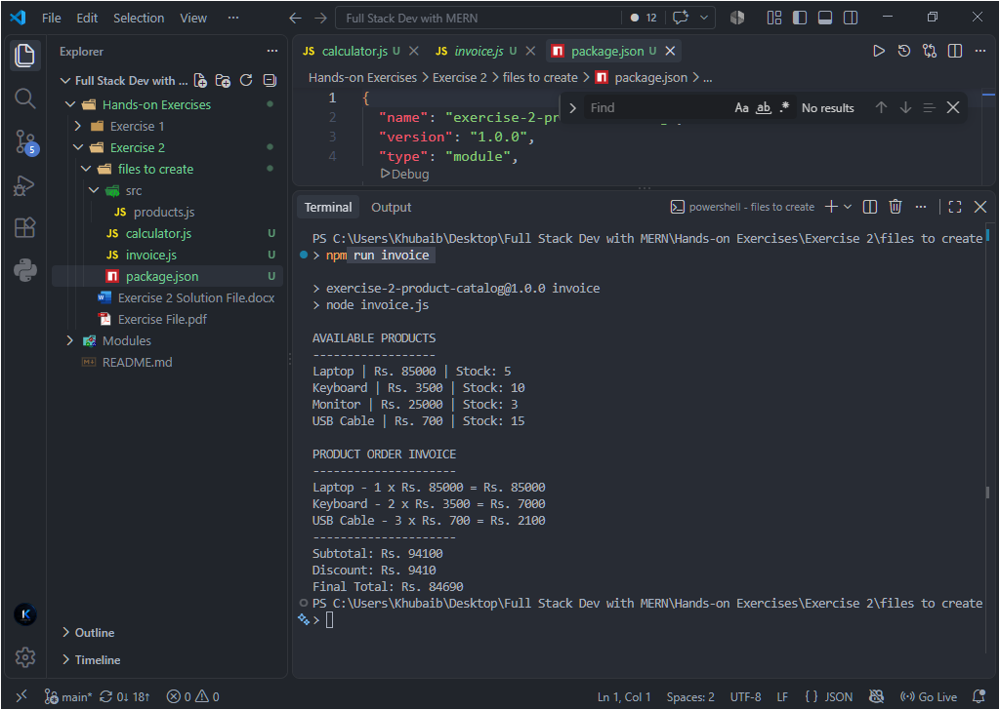 File Edit Selection View ··· Full Stack Dev with MERN 12
Explorer
Full Stack Dev with ...
Hands-on Exercises
Exercise 1
Exercise 2
files to create
src
JS products.js
JS calculator.js U
JS invoice.js U
package.json U
Exercise 2 Solution File.docx
Exercise File.pdf
Modules
README.md
Outline
Timeline
5
JS calculator.js U
JS invoice.js U
package.json U
Hands-on Exercises > Exercise 2 > files to create > package.json > ...
Find Aa ab .* No results
1 {
2 "name": "exercise-2-pr
3 "version": "1.0.0",
4 "type": "module",
Debug
Terminal Output powershell - files to create
PS C:\Users\Khubaib\Desktop\Full Stack Dev with MERN\Hands-on Exercises\Exercise 2\files to create
> npm run invoice
> exercise-2-product-catalog@1.0.0 invoice
> node invoice.js
AVAILABLE PRODUCTS
------------------
Laptop | Rs. 85000 | Stock: 5
Keyboard | Rs. 3500 | Stock: 10
Monitor | Rs. 25000 | Stock: 3
USB Cable | Rs. 700 | Stock: 15
PRODUCT ORDER INVOICE
---------------------
Laptop - 1 x Rs. 85000 = Rs. 85000
Keyboard - 2 x Rs. 3500 = Rs. 7000
USB Cable - 3 x Rs. 700 = Rs. 2100
---------------------
Subtotal: Rs. 94100
Discount: Rs. 9410
Final Total: Rs. 84690
PS C:\Users\Khubaib\Desktop\Full Stack Dev with MERN\Hands-on Exercises\Exercise 2\files to create
>
main* 0↓ 18↑ 0 0 Ln 1, Col 1 Spaces: 2 UTF-8 LF { } JSON Go Live